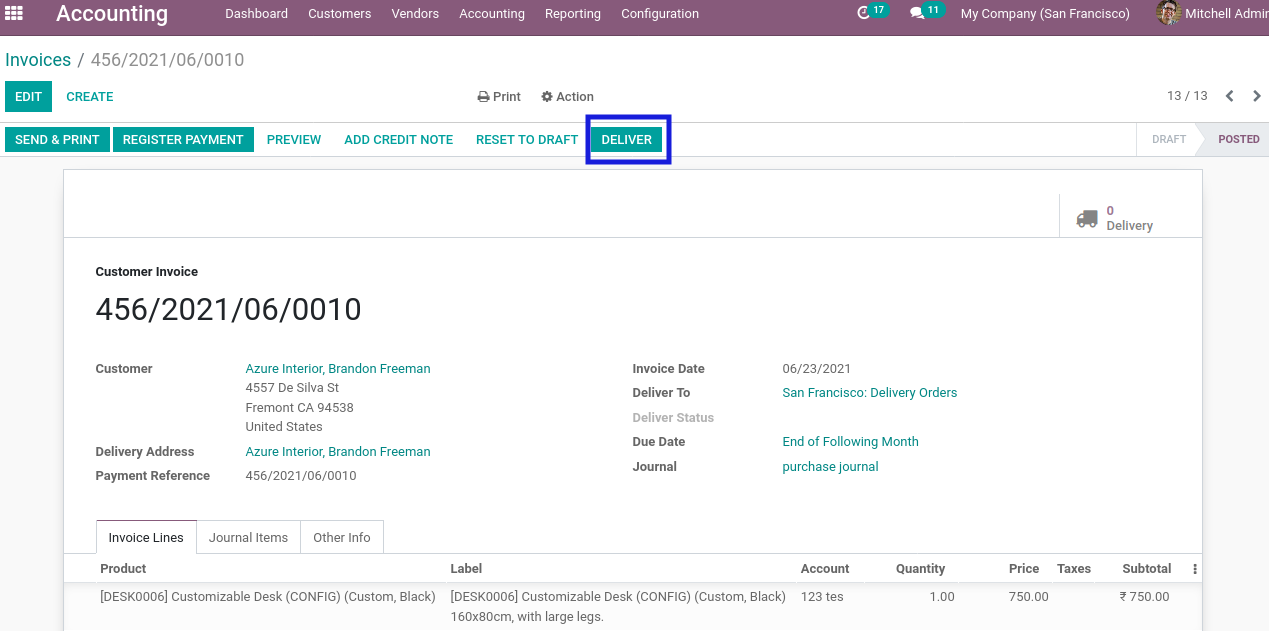 Accounting Dashboard Customers Vendors Accounting Reporting Configuration 17 11 My Company (San Francisco) Mitchell Admin
Invoices / 456/2021/06/0010
EDIT CREATE Print Action 13 / 13
SEND & PRINT REGISTER PAYMENT PREVIEW ADD CREDIT NOTE RESET TO DRAFT DELIVER DRAFT POSTED
0
Delivery
Customer Invoice
456/2021/06/0010
Customer Azure Interior, Brandon Freeman Invoice Date 06/23/2021
4557 De Silva St Deliver To San Francisco: Delivery Orders
Fremont CA 94538 Deliver Status
United States Due Date End of Following Month
Delivery Address Azure Interior, Brandon Freeman Journal purchase journal
Payment Reference 456/2021/06/0010
Invoice Lines Journal Items Other Info
Product Label Account Quantity Price Taxes Subtotal
[DESK0006] Customizable Desk (CONFIG) (Custom, Black) [DESK0006] Customizable Desk (CONFIG) (Custom, Black) 123 tes 1.00 750.00 ₹ 750.00
160x80cm, with large legs.